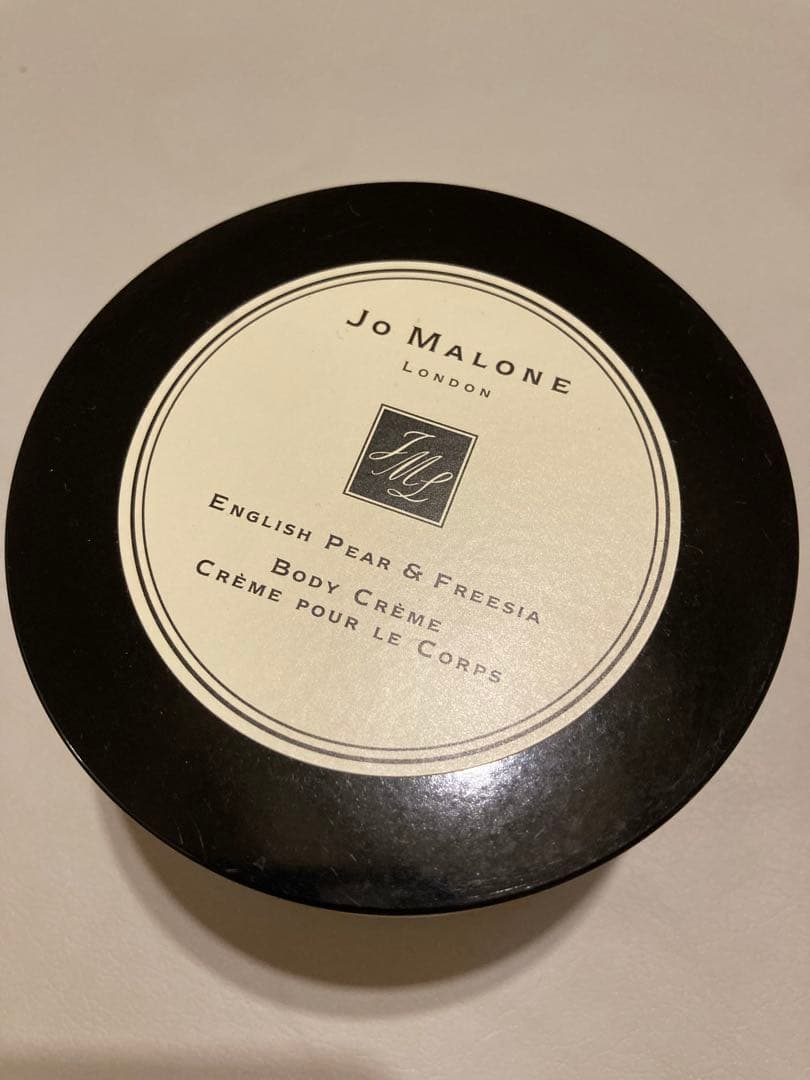 JO MALONE
LONDON
JML
ENGLISH PEAR & FREESIA
BODY CRÈME
CRÈME POUR LE CORPS